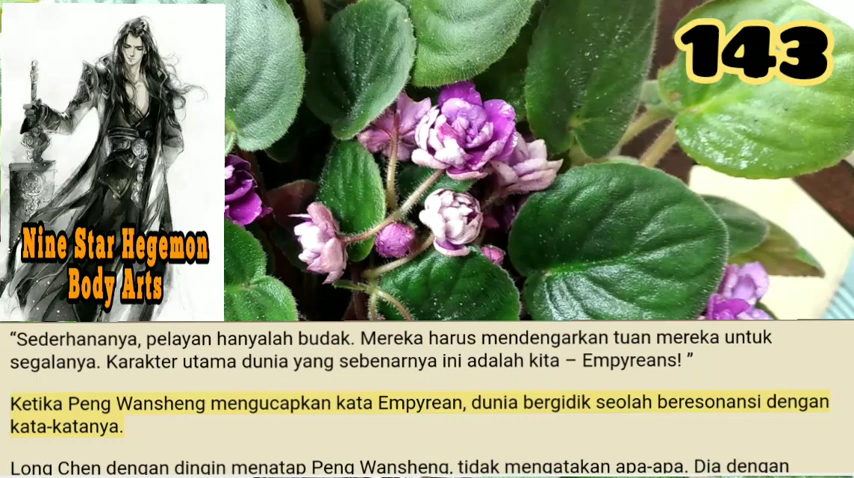 143
Nine Star Hegemon
Body Arts
“Sederhananya, pelayan hanyalah budak. Mereka harus mendengarkan tuan mereka untuk
segalanya. Karakter utama dunia yang sebenarnya ini adalah kita – Empyreans! ”
Ketika Peng Wansheng mengucapkan kata Empyrean, dunia bergidik seolah beresonansi dengan
kata-katanya.
Long Chen dengan dingin menatap Peng Wansheng, tidak mengatakan apa-apa. Dia dengan